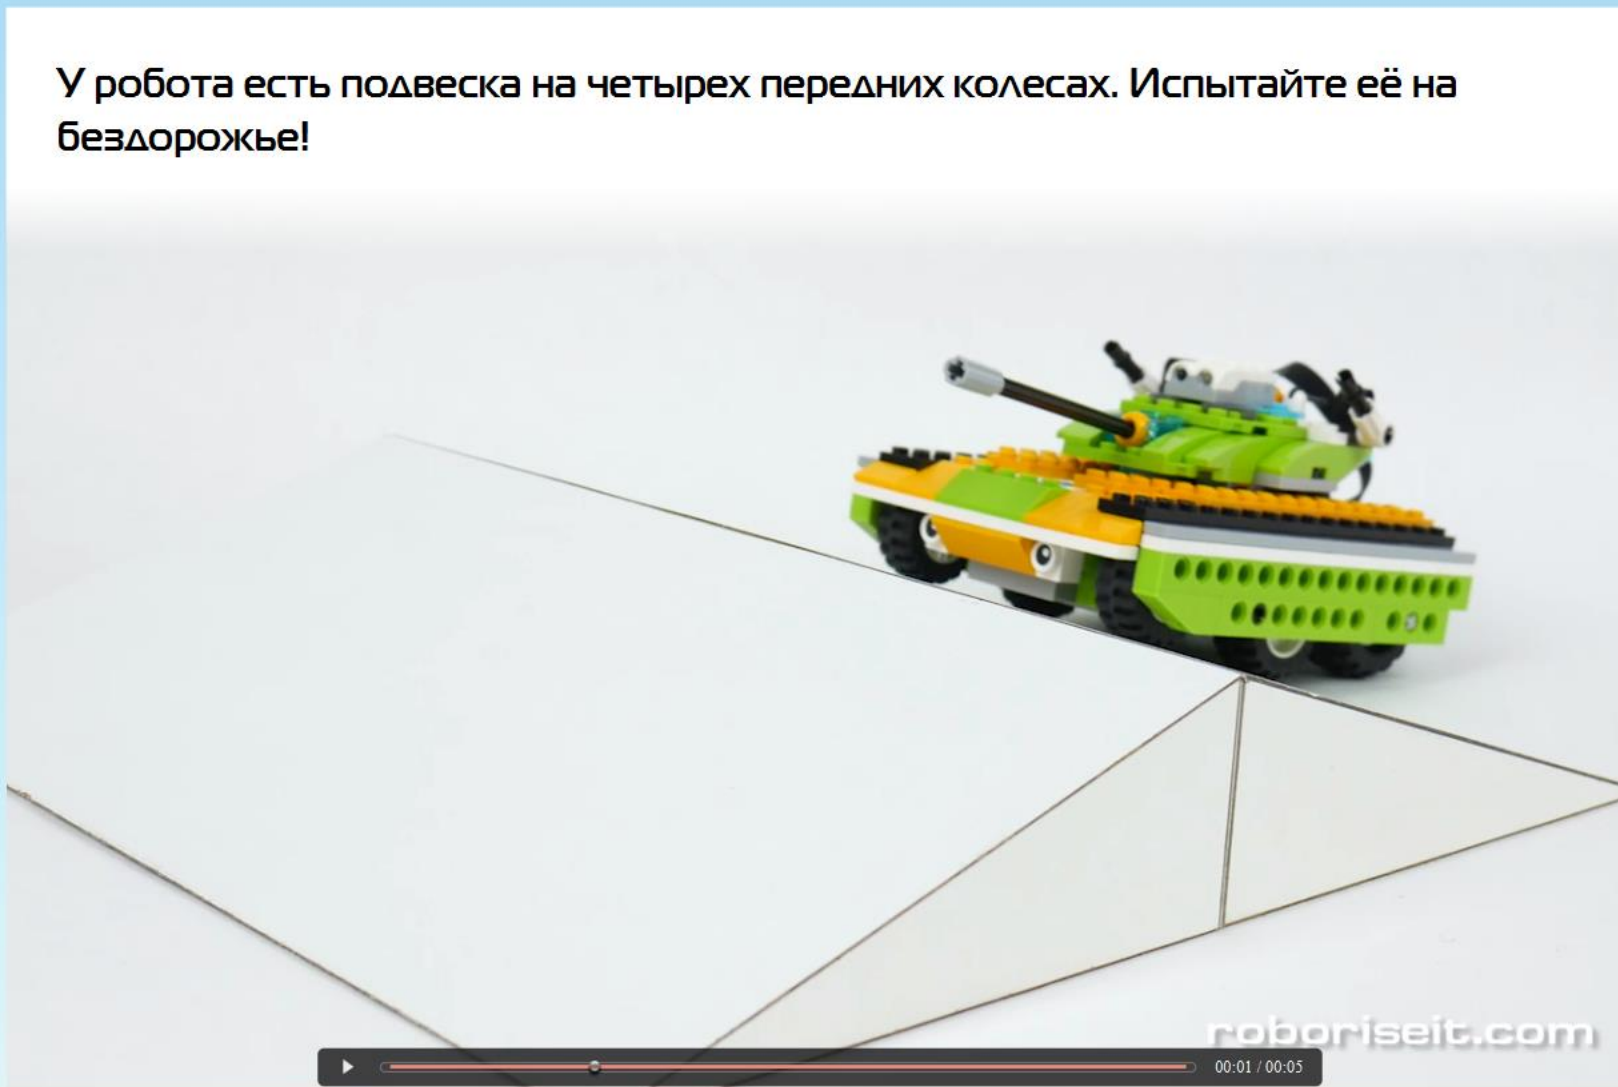 У робота есть подвеска на четырех передних колесах. Испытайте её на
бездорожье!
roboriseit.com
00:01 / 00:05